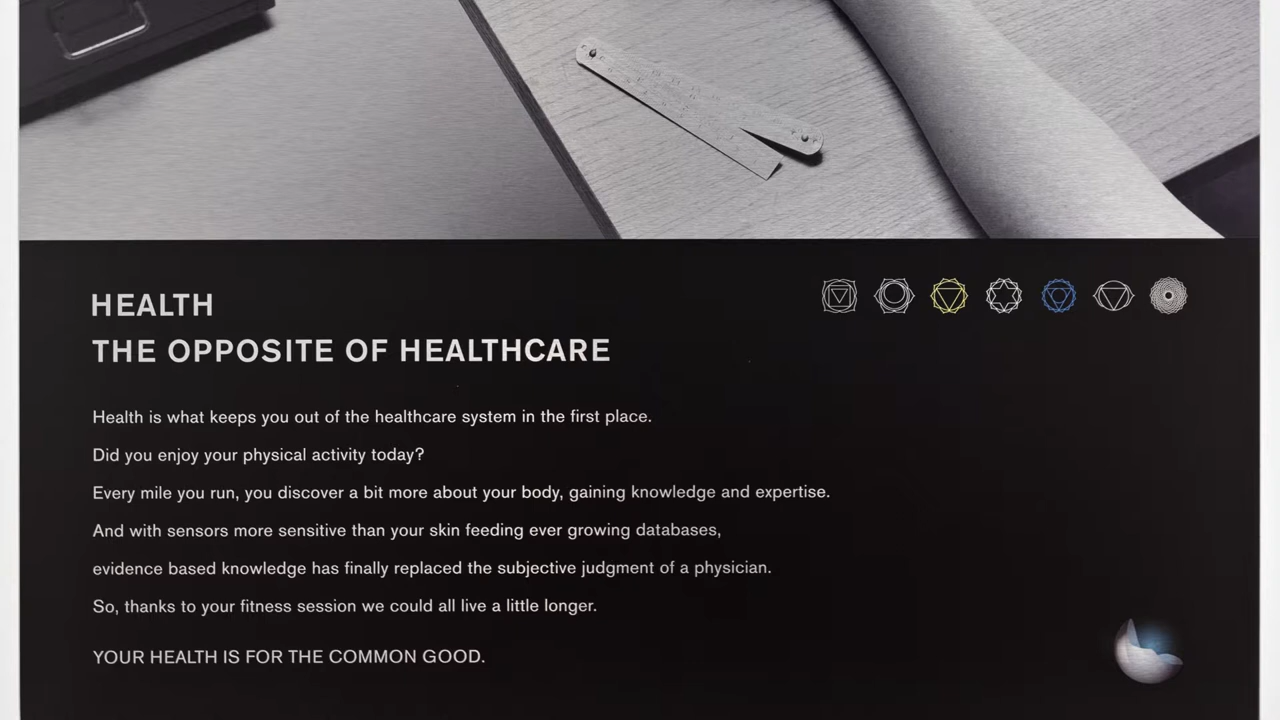 HEALTH
THE OPPOSITE OF HEALTHCARE
Health is what keeps you out of the healthcare system in the first place.
Did you enjoy your physical activity today?
Every mile you run, you discover a bit more about your body, gaining knowledge and expertise.
And with sensors more sensitive than your skin feeding ever growing databases,
evidence based knowledge has finally replaced the subjective judgment of a physician.
So, thanks to your fitness session we could all live a little longer.
YOUR HEALTH IS FOR THE COMMON GOOD.